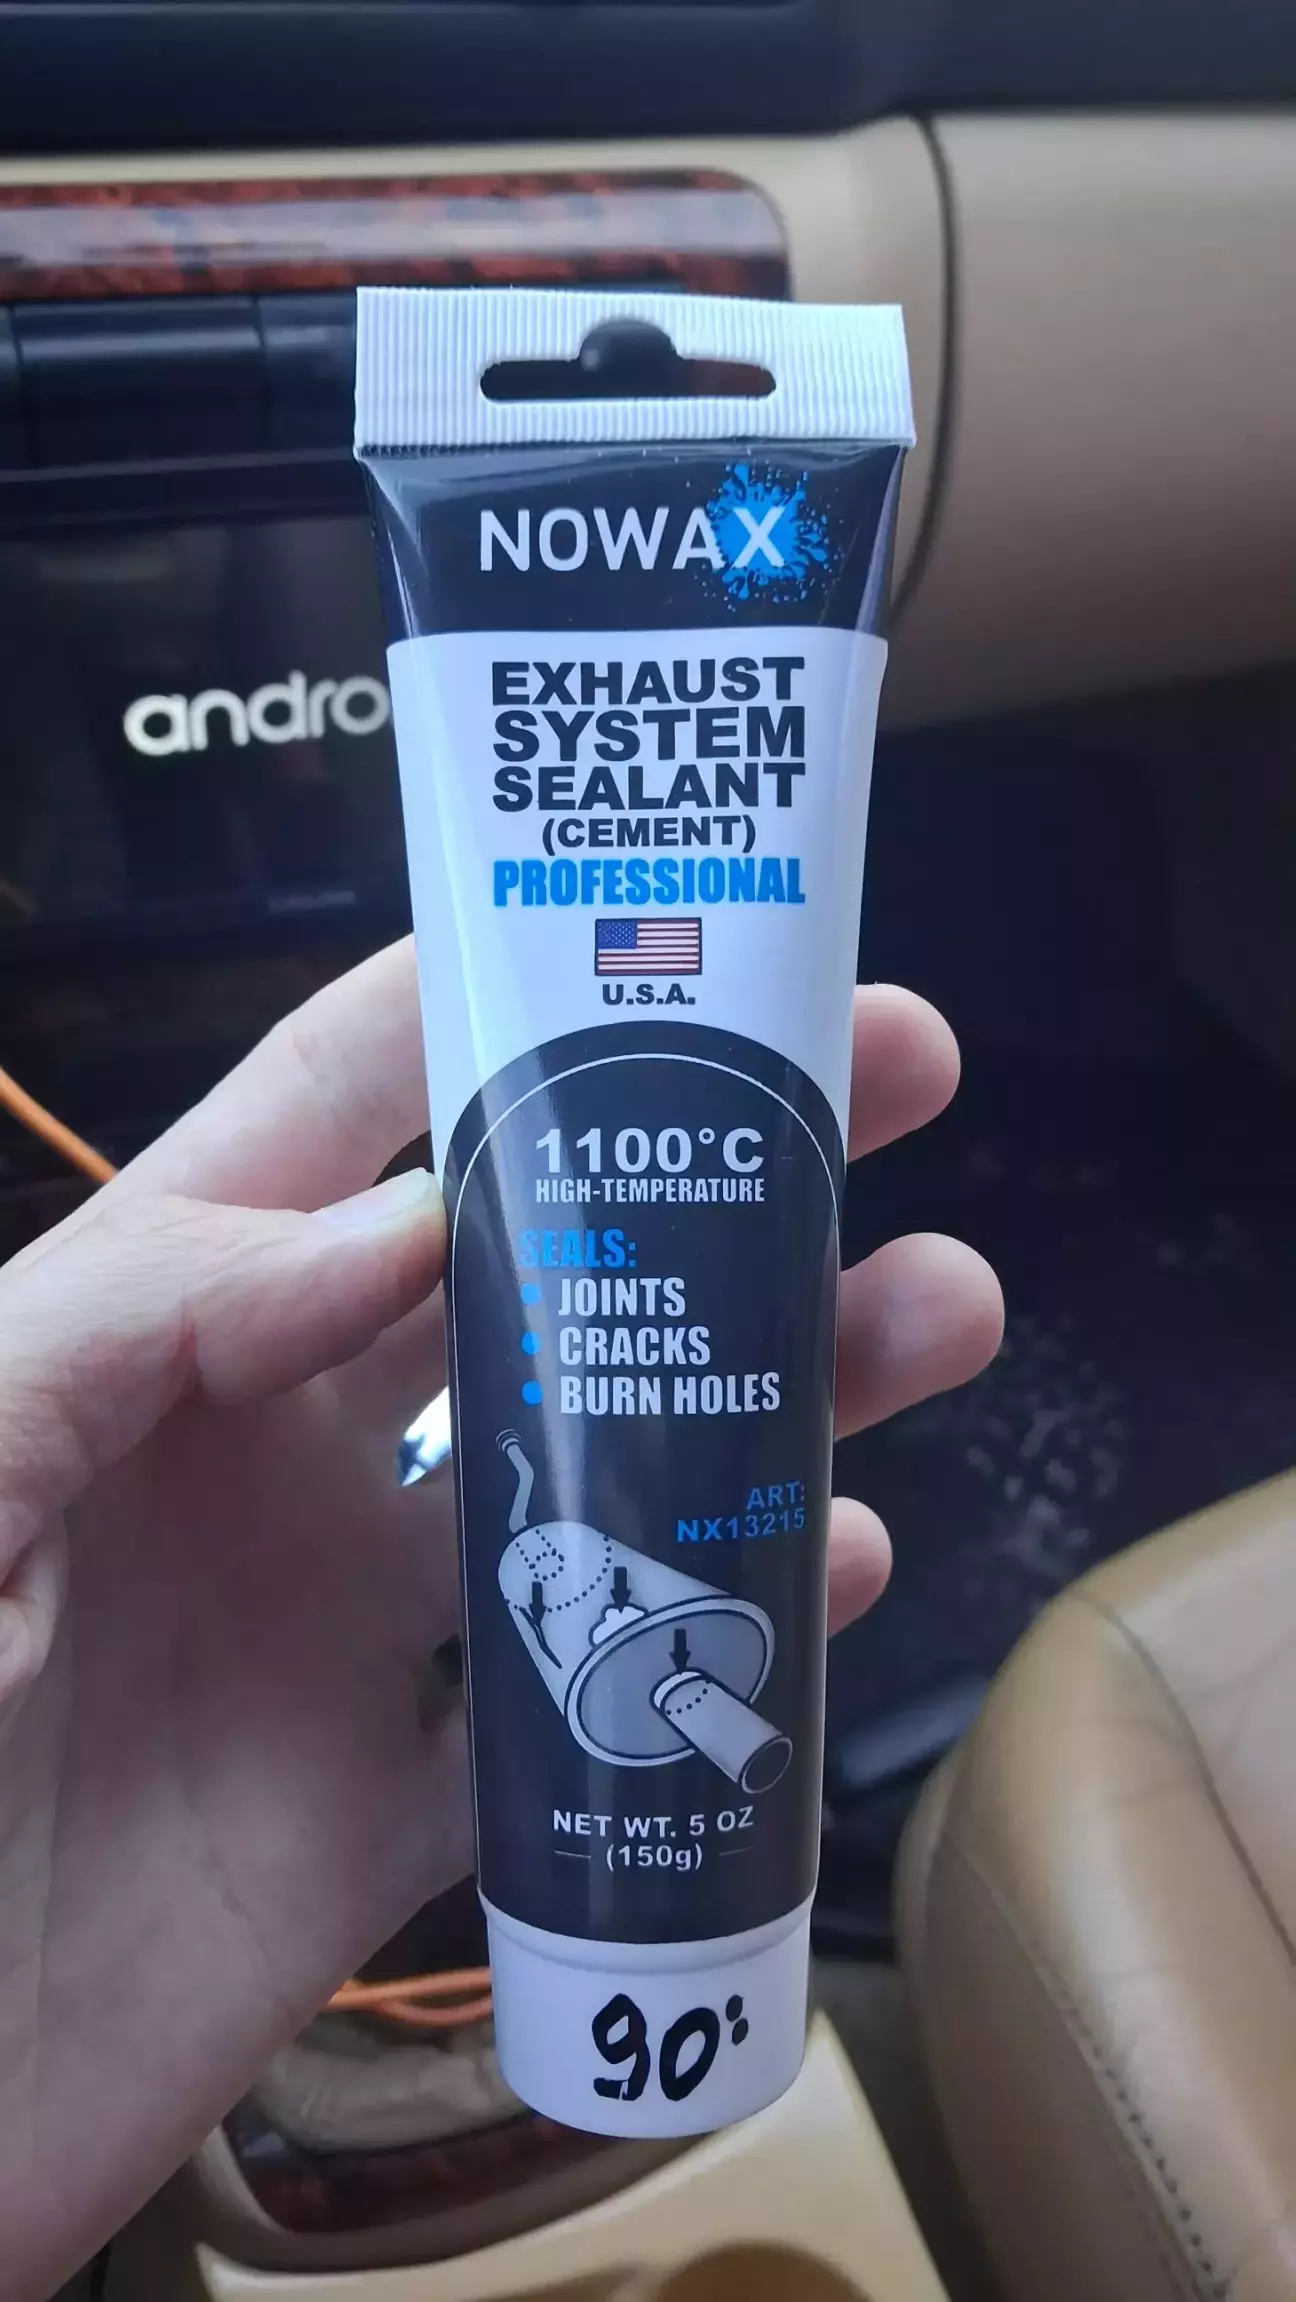 NOWAX
EXHAUST
SYSTEM
SEALANT
(CEMENT)
PROFESSIONAL
U.S.A.
andro
1100°C
HIGH-TEMPERATURE
SEALS:
• JOINTS
• CRACKS
• BURN HOLES
ART:
NX13215
NET WT. 5 OZ
(150g)
90: